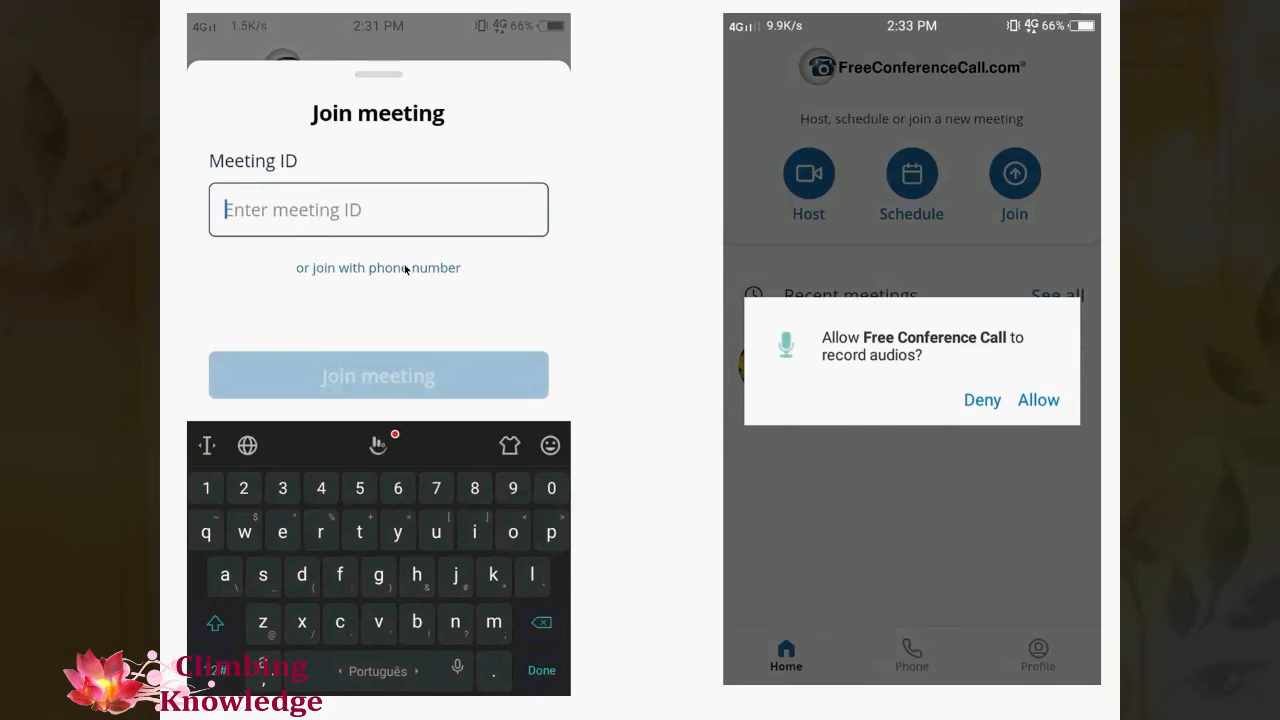 4G 1.5K/s 2:31 PM 4G 66%
Join meeting
Meeting ID
Enter meeting ID
or join with phone number
Join meeting
1 2 3 4 5 6 7 8 9 0
q w e r t y u i o p
a s d f g h j k l
z x c v b n m
Português . Done
4G 9.9K/s 2:33 PM 4G 66%
FreeConferenceCall.com®
Host, schedule or join a new meeting
Host Schedule Join
Recent meetings See all
Allow Free Conference Call to
record audios?
Deny Allow
Home Phone Profile
Climbing
Knowledge